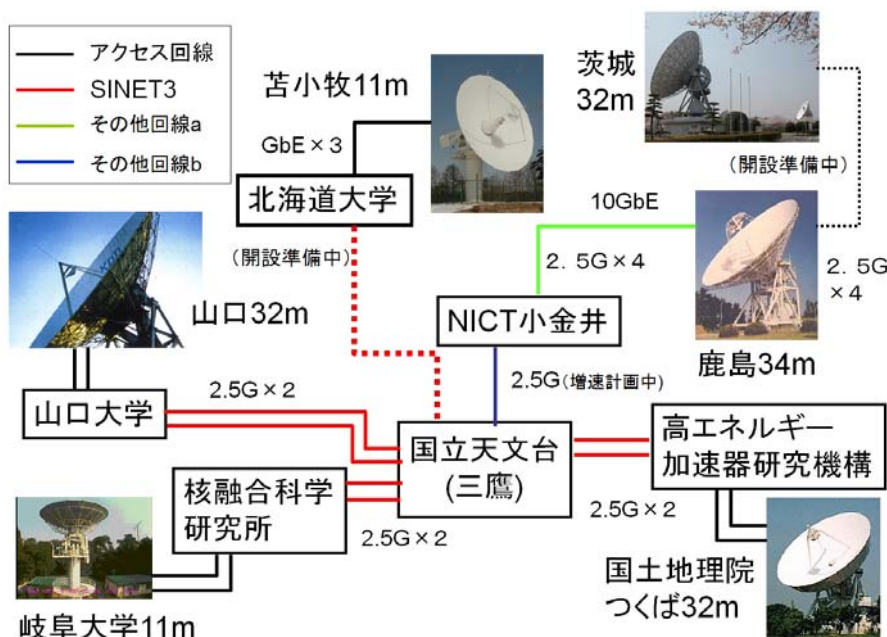 アクセス回線
SINET3
その他回線a
その他回線b
苫小牧11m
GbE×3
北海道大学
(開設準備中)
茨城
32m
(開設準備中)
10GbE
2.5G×4
2.5G
×4
NICT小金井
鹿島34m
山口32m
2.5G(増速計画中)
山口大学
2.5G×2
国立天文台
(三鷹)
高エネルギー
加速器研究機構
核融合科学
研究所
2.5G×2
2.5G×2
岐阜大学11m
国土地理院
つくば32m